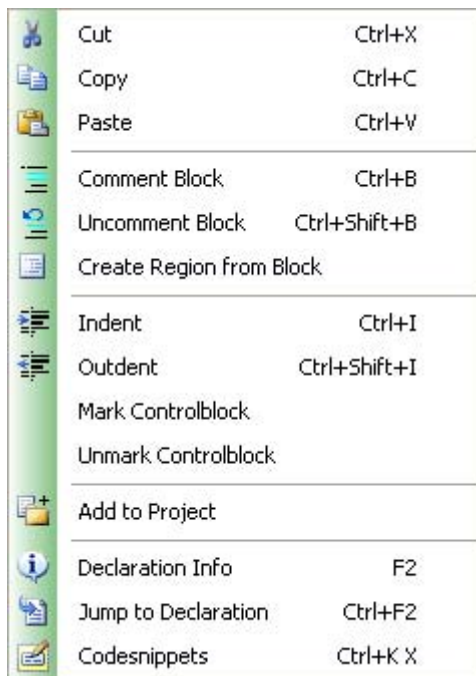 Cut Ctrl+X
Copy Ctrl+C
Paste Ctrl+V
Comment Block Ctrl+B
Uncomment Block Ctrl+Shift+B
Create Region from Block
Indent Ctrl+I
Outdent Ctrl+Shift+I
Mark Controlblock
Unmark Controlblock
Add to Project
Declaration Info F2
Jump to Declaration Ctrl+F2
Codesnippets Ctrl+K X